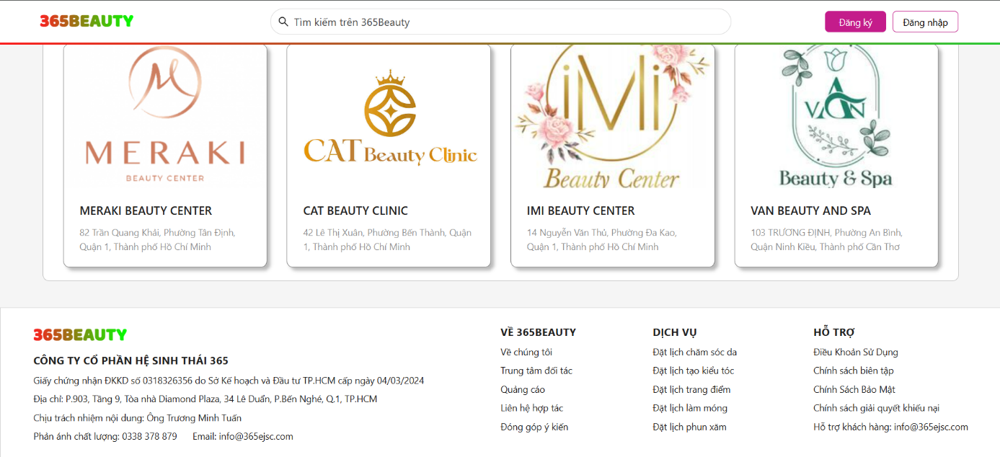 365BEAUTY
Tìm kiếm trên 365Beauty
Đăng ký
Đăng nhập
MERAKI
BEAUTY CENTER
MERAKI BEAUTY CENTER
82 Trần Quang Khải, Phường Tân Định,
Quận 1, Thành phố Hồ Chí Minh
CAT Beauty Clinic
CAT BEAUTY CLINIC
42 Lê Thị Xuân, Phường Bến Thành, Quận
1, Thành phố Hồ Chí Minh
iMi
Beauty Center
IMI BEAUTY CENTER
14 Nguyễn Văn Thủ, Phường Đa Kao,
Quận 1, Thành phố Hồ Chí Minh
VAN
Beauty & Spa
VAN BEAUTY AND SPA
103 TRƯƠNG ĐỊNH, Phường An Bình,
Quận Ninh Kiều, Thành phố Cần Thơ
365BEAUTY
CÔNG TY CỔ PHẦN HỆ SINH THÁI 365
Giấy chứng nhận ĐKKD số 0318326356 do Sở Kế hoạch và Đầu tư TP.HCM cấp ngày 04/03/2024
Địa chỉ: P.903, Tầng 9, Tòa nhà Diamond Plaza, 34 Lê Duẩn, P.Bến Nghé, Q.1, TP.HCM
Chịu trách nhiệm nội dung: Ông Trương Minh Tuấn
Phản ánh chất lượng: 0338 378 879 Email: info@365ejsc.com
VỀ 365BEAUTY
Về chúng tôi
Trung tâm đối tác
Quảng cáo
Liên hệ hợp tác
Đóng góp ý kiến
DỊCH VỤ
Đặt lịch chăm sóc da
Đặt lịch tạo kiểu tóc
Đặt lịch trang điểm
Đặt lịch làm móng
Đặt lịch phun xăm
HỖ TRỢ
Điều Khoản Sử Dụng
Chính sách biên tập
Chính Sách Bảo Mật
Chính sách giải quyết khiếu nại
Hỗ trợ khách hàng: info@365ejsc.com